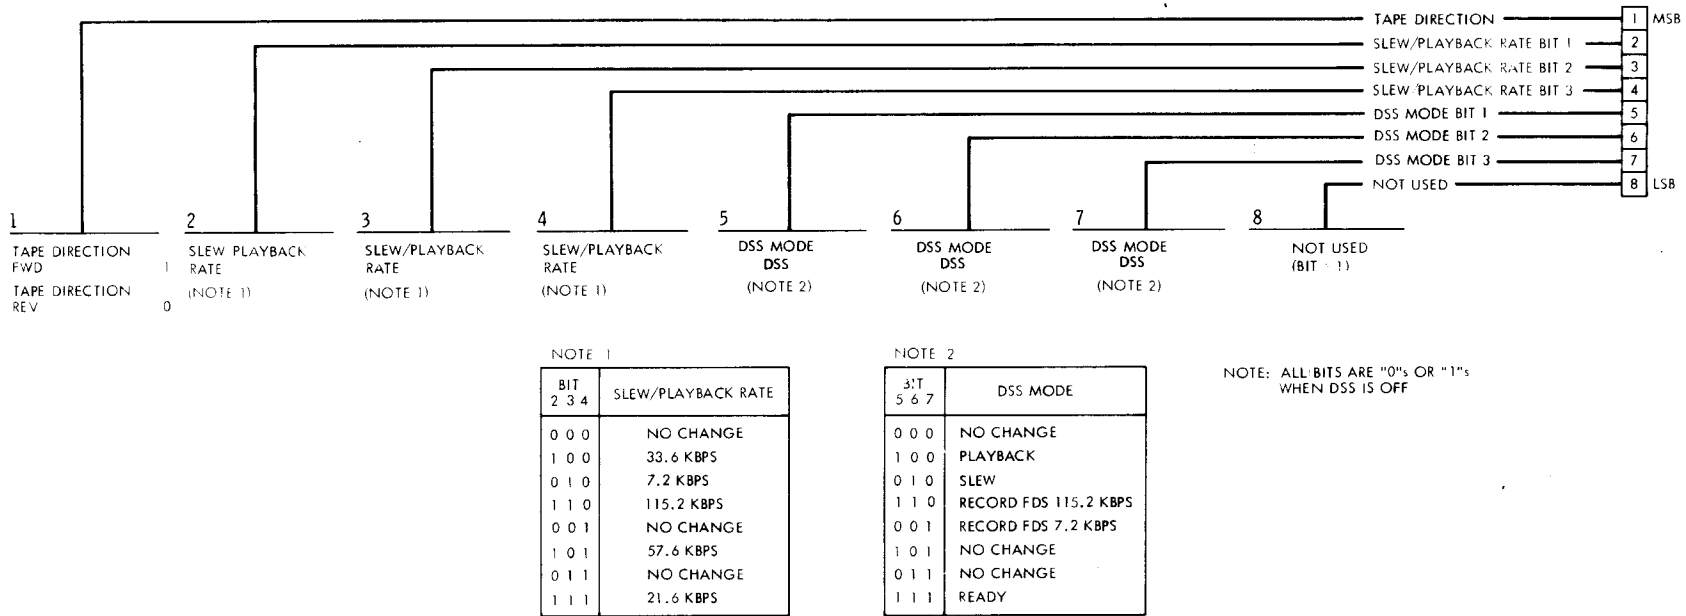 TAPE DIRECTION 1 MSB
SLEW/PLAYBACK RATE BIT 1 2
SLEW/PLAYBACK RATE BIT 2 3
SLEW/PLAYBACK RATE BIT 3 4
DSS MODE BIT 1 5
DSS MODE BIT 2 6
DSS MODE BIT 3 7
NOT USED 8 LSB
1 2 3 4 5 6 7 8
TAPE DIRECTION
FWD 1
TAPE DIRECTION
REV 0
SLEW PLAYBACK
RATE
(NOTE 1)
SLEW/PLAYBACK
RATE
(NOTE 1)
SLEW/PLAYBACK
RATE
(NOTE 1)
DSS MODE
DSS
(NOTE 2)
DSS MODE
DSS
(NOTE 2)
DSS MODE
DSS
(NOTE 2)
NOT USED
(BIT 1)
NOTE 1
BIT
2 3 4 SLEW/PLAYBACK RATE
0 0 0 NO CHANGE
1 0 0 33.6 KBPS
0 1 0 7.2 KBPS
1 1 0 115.2 KBPS
0 0 1 NO CHANGE
1 0 1 57.6 KBPS
0 1 1 NO CHANGE
1 1 1 21.6 KBPS
NOTE 2
BIT
5 6 7 DSS MODE
0 0 0 NO CHANGE
1 0 0 PLAYBACK
0 1 0 SLEW
1 1 0 RECORD FDS 115.2 KBPS
0 0 1 RECORD FDS 7.2 KBPS
1 0 1 NO CHANGE
0 1 1 NO CHANGE
1 1 1 READY
NOTE: ALL BITS ARE "0"s OR "1"s
WHEN DSS IS OFF